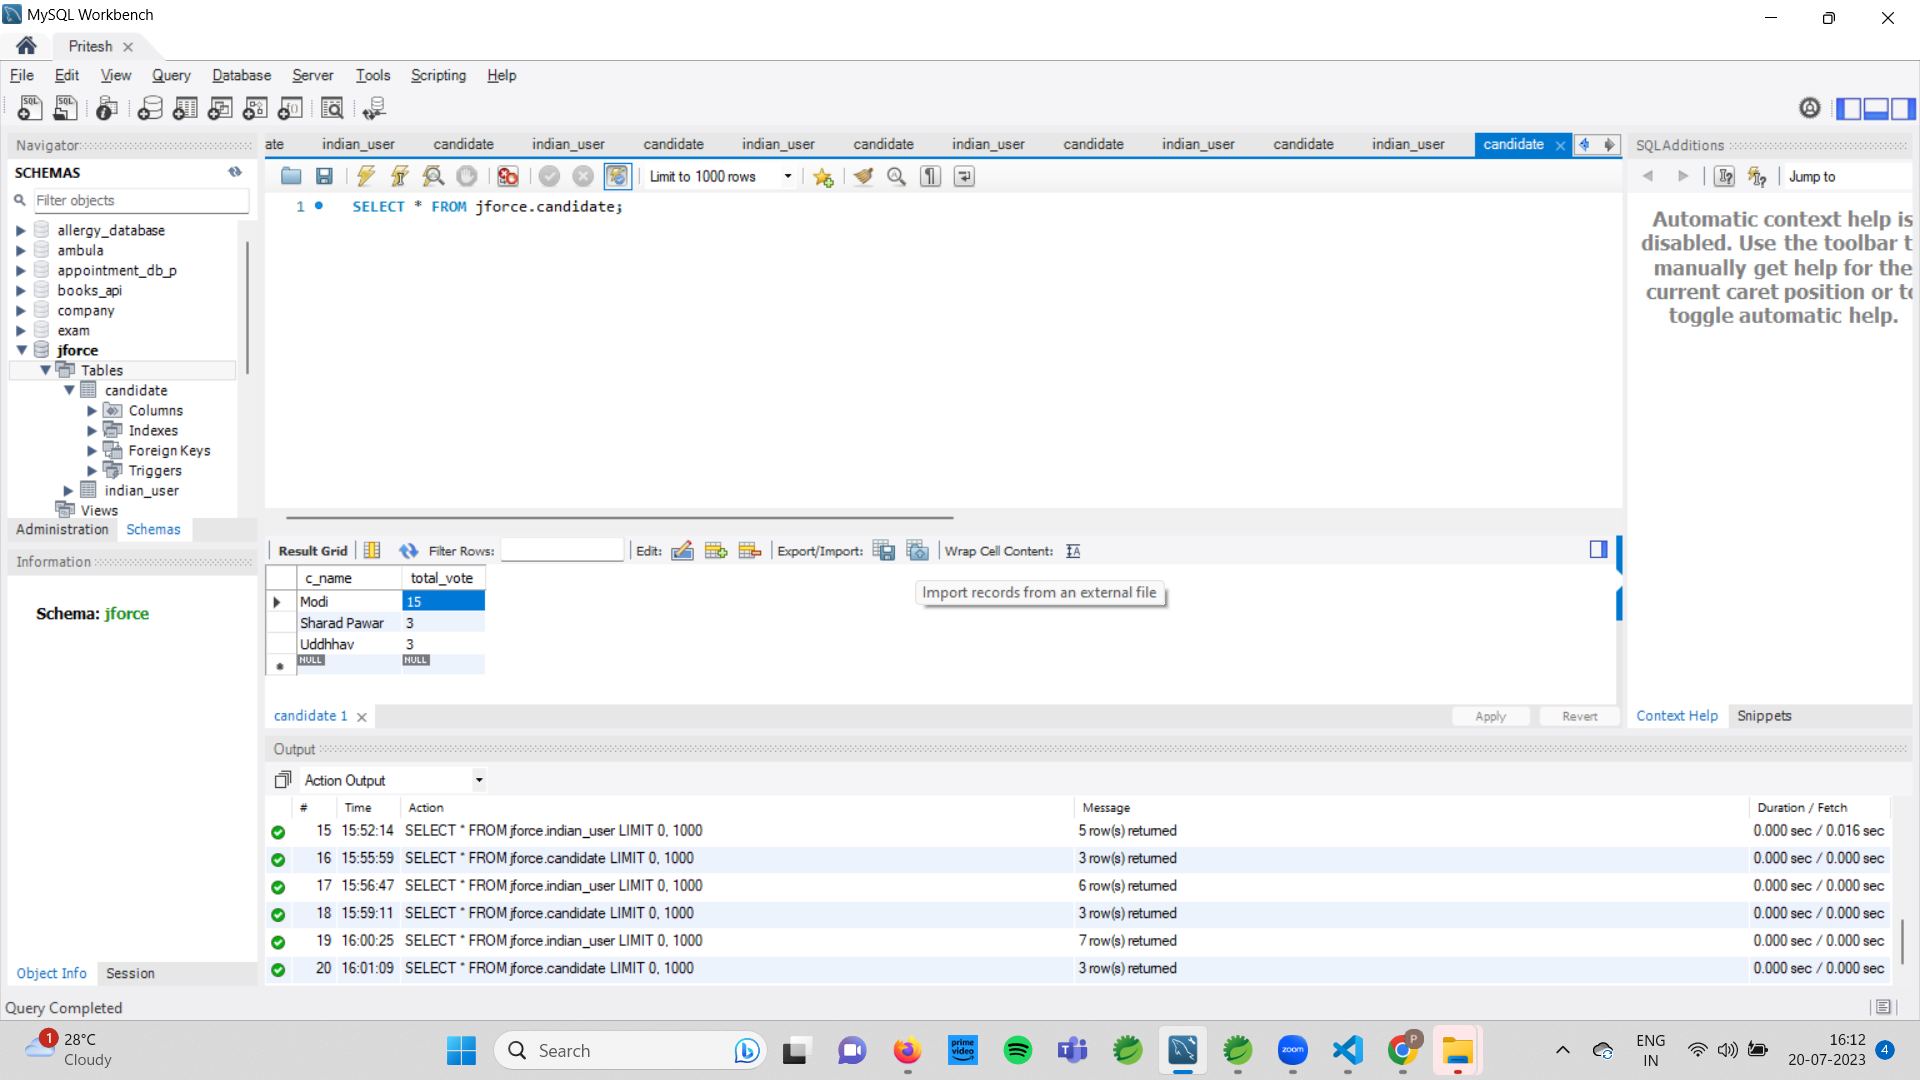 MySQL Workbench
Pritesh
File Edit View Query Database Server Tools Scripting Help
Navigator
SCHEMAS
Filter objects
allergy_database
ambula
appointment_db_p
books_api
company
exam
jforce
Tables
candidate
Columns
Indexes
Foreign Keys
Triggers
indian_user
Views
Administration Schemas
Information
Schema: jforce
Object Info Session
Query Completed
ate indian_user candidate indian_user candidate indian_user candidate indian_user candidate indian_user candidate indian_user candidate
Limit to 1000 rows
1 SELECT * FROM jforce.candidate;
Result Grid Filter Rows: Edit: Export/Import: Wrap Cell Content:
Import records from an external file
c_name total_vote
Modi 15
Sharad Pawar 3
Uddhhav 3
NULL NULL
candidate 1
Apply Revert
SQLAdditions
Jump to
Automatic context help is
disabled. Use the toolbar t
manually get help for the
current caret position or to
toggle automatic help.
Context Help Snippets
Output
Action Output
# Time Action Message Duration / Fetch
15 15:52:14 SELECT * FROM jforce.indian_user LIMIT 0, 1000 5 row(s) returned 0.000 sec / 0.016 sec
16 15:55:59 SELECT * FROM jforce.candidate LIMIT 0, 1000 3 row(s) returned 0.000 sec / 0.000 sec
17 15:56:47 SELECT * FROM jforce.indian_user LIMIT 0, 1000 6 row(s) returned 0.000 sec / 0.000 sec
18 15:59:11 SELECT * FROM jforce.candidate LIMIT 0, 1000 3 row(s) returned 0.000 sec / 0.000 sec
19 16:00:25 SELECT * FROM jforce.indian_user LIMIT 0, 1000 7 row(s) returned 0.000 sec / 0.000 sec
20 16:01:09 SELECT * FROM jforce.candidate LIMIT 0, 1000 3 row(s) returned 0.000 sec / 0.000 sec
1
28°C
Cloudy
Search
prime
video
zoom
P
ENG
IN
16:12
20-07-2023
4